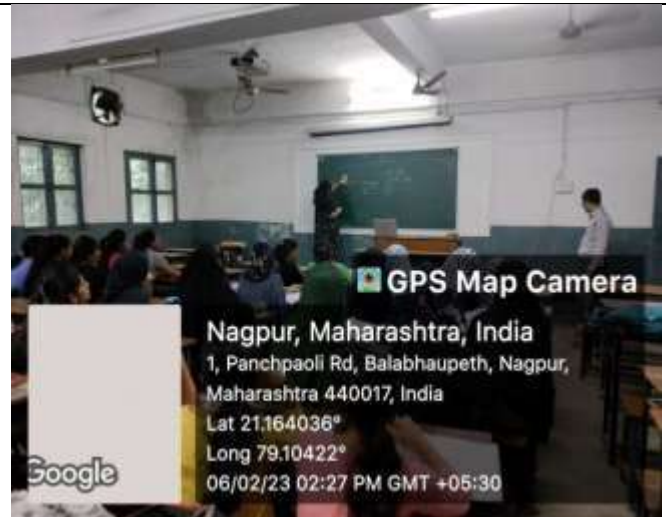 GPS Map Camera
Nagpur, Maharashtra, India
1, Panchpaoli Rd, Balabhaupeth, Nagpur,
Maharashtra 440017, India
Lat 21.164036°
Long 79.10422°
06/02/23 02:27 PM GMT +05:30
Google